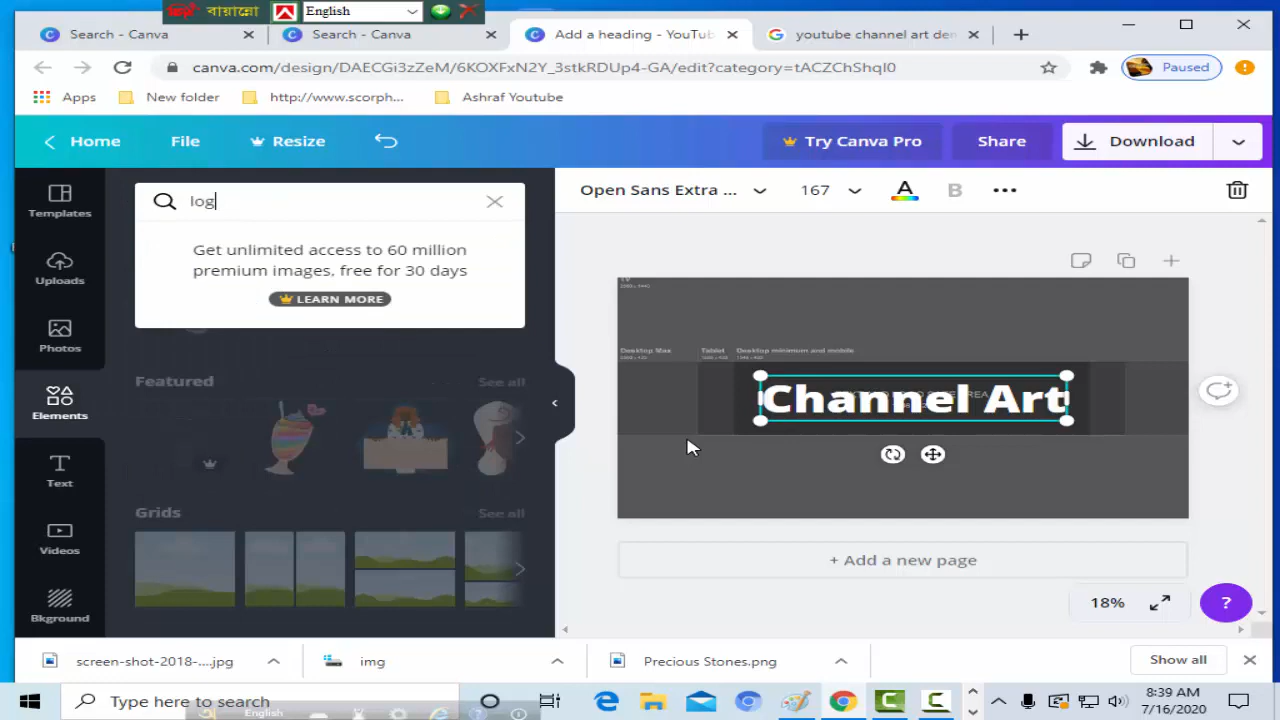 বায়ান্নো English
Search - Canva
Search - Canva
Add a heading - YouTub
youtube channel art den
canva.com/design/DAECGi3zZeM/6KOXFxN2Y_3stkRDUp4-GA/edit?category=tACZChShqI0
Paused
Apps
New folder
http://www.scorph...
Ashraf Youtube
Home
File
Resize
Try Canva Pro
Share
Download
Templates
Uploads
Photos
Elements
Text
Videos
Bkground
log
Get unlimited access to 60 million
premium images, free for 30 days
LEARN MORE
Featured
See all
Grids
See all
Open Sans Extra ...
167
A
B
Desktop Max
Tablet
Desktop minimum and mobile
Channel Art
+ Add a new page
18%
?
screen-shot-2018-....jpg
img
Precious Stones.png
Show all
Type here to search
English
8:39 AM
7/16/2020